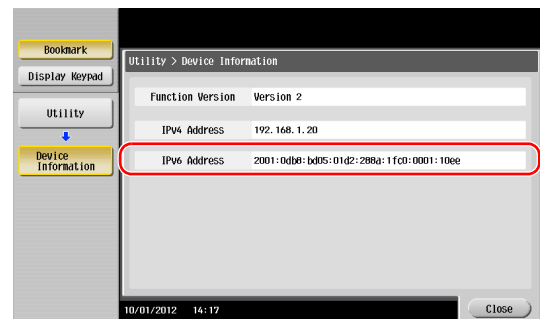 Bookmark
Display Keypad
Utility
Device
Information
Utility > Device Information
Function Version Version 2
IPv4 Address 192.168.1.20
IPv6 Address 2001:0db8:bd05:01d2:288a:1fc0:0001:10ee
10/01/2012 14:17
Close